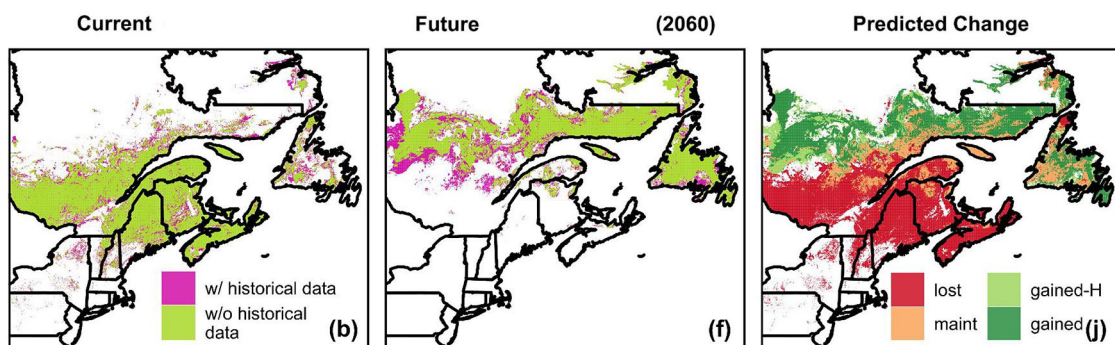 Current
Future (2060)
Predicted Change
w/ historical data
w/o historical
data
(b)
(f)
lost
gained-H
maint
gained
(j)